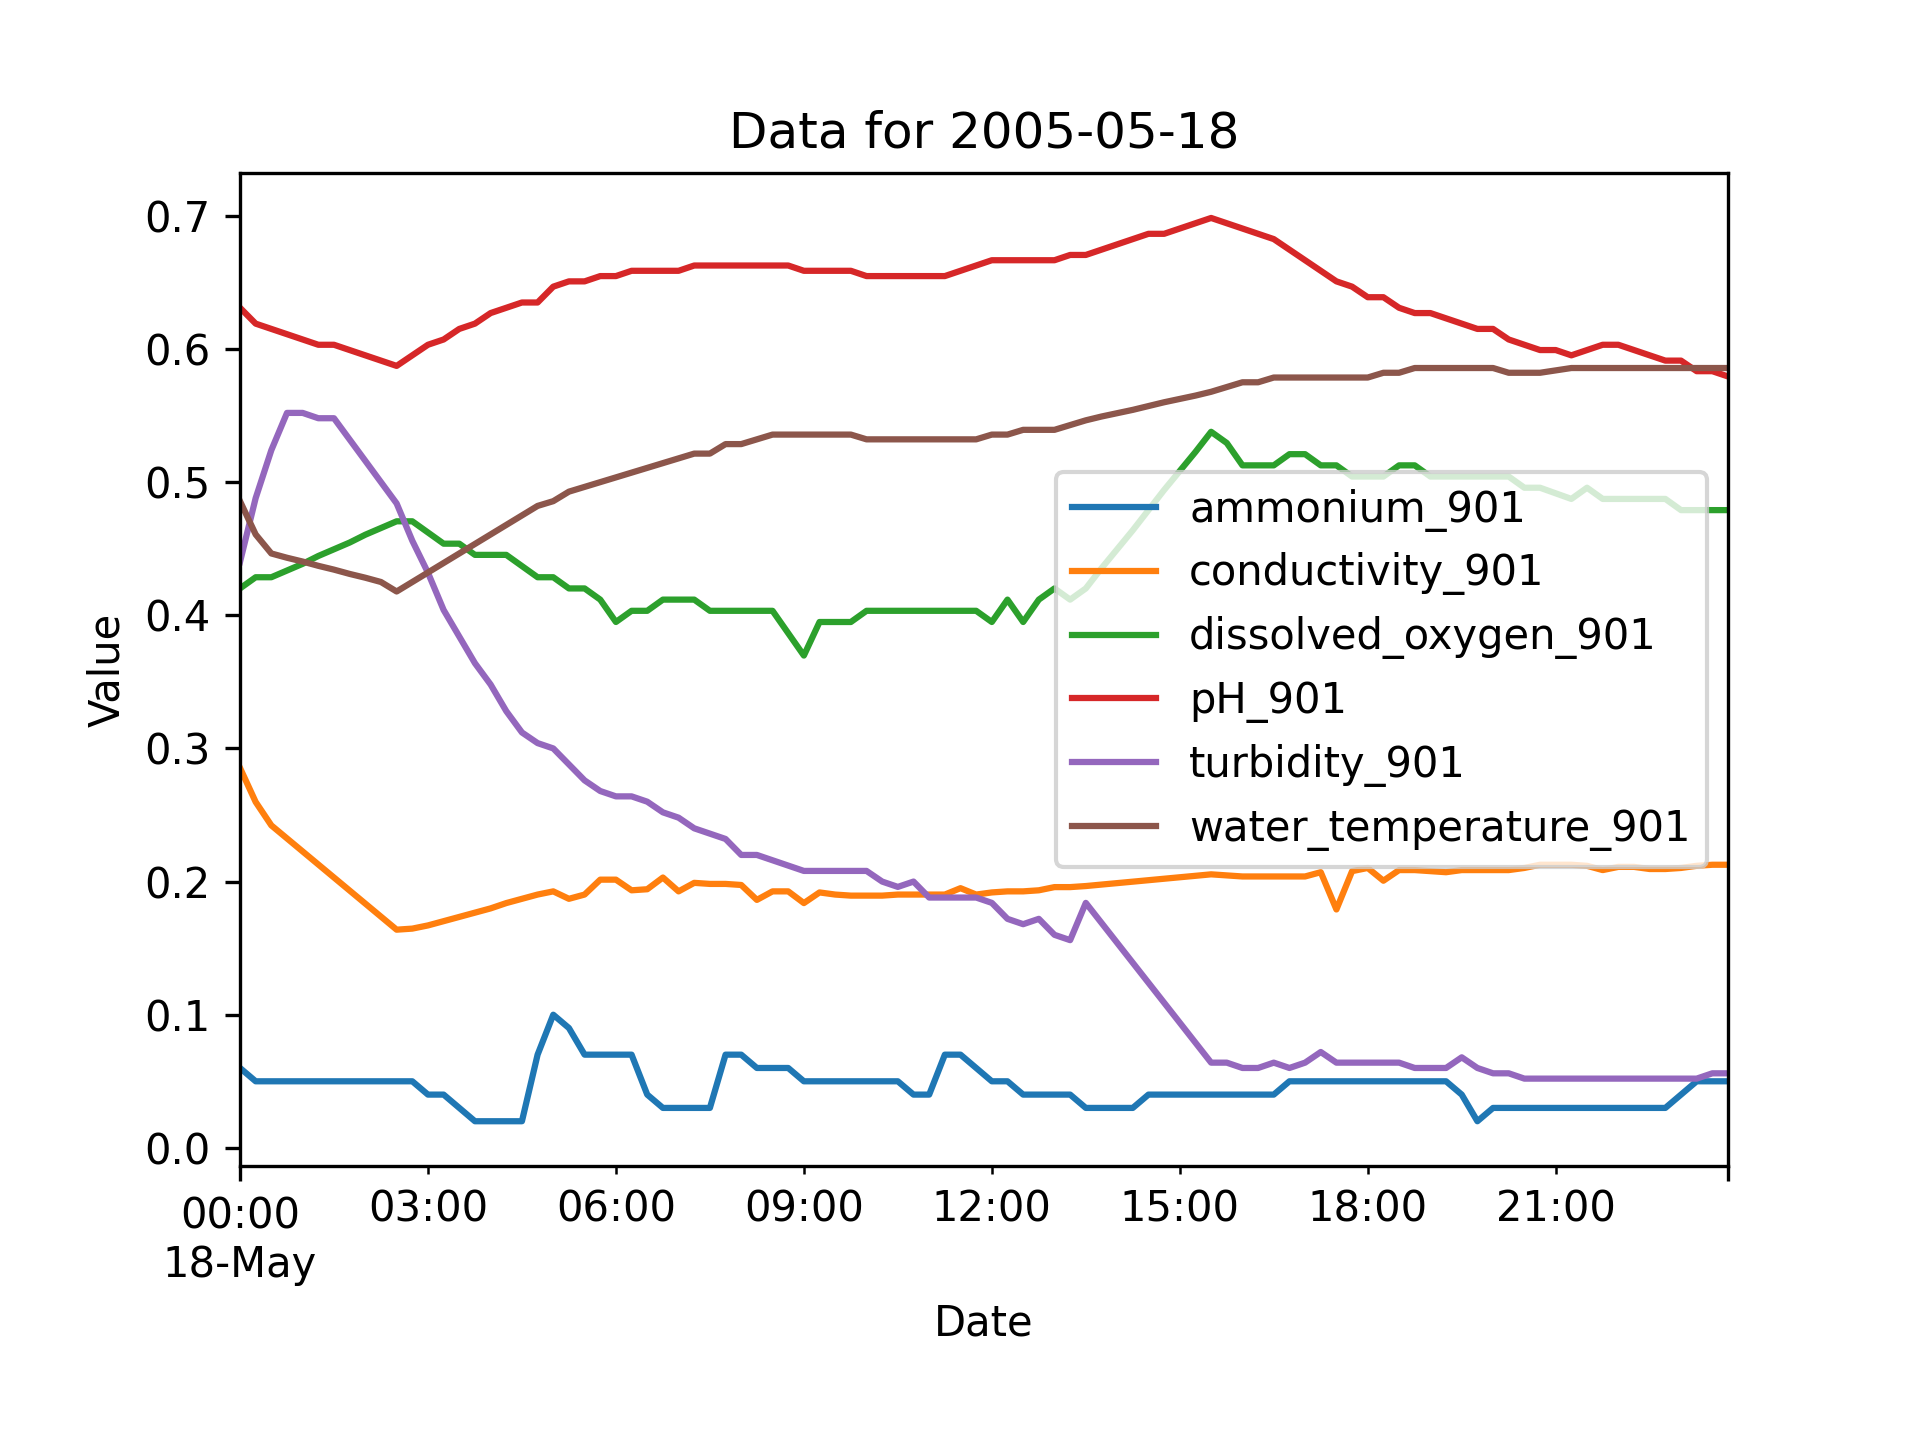 Data for 2005-05-18
0.7
0.6
0.5
0.4
0.3
0.2
0.1
0.0
Value
ammonium_901
conductivity_901
dissolved_oxygen_901
pH_901
turbidity_901
water_temperature_901
00:00 03:00 06:00 09:00 12:00 15:00 18:00 21:00
18-May
Date